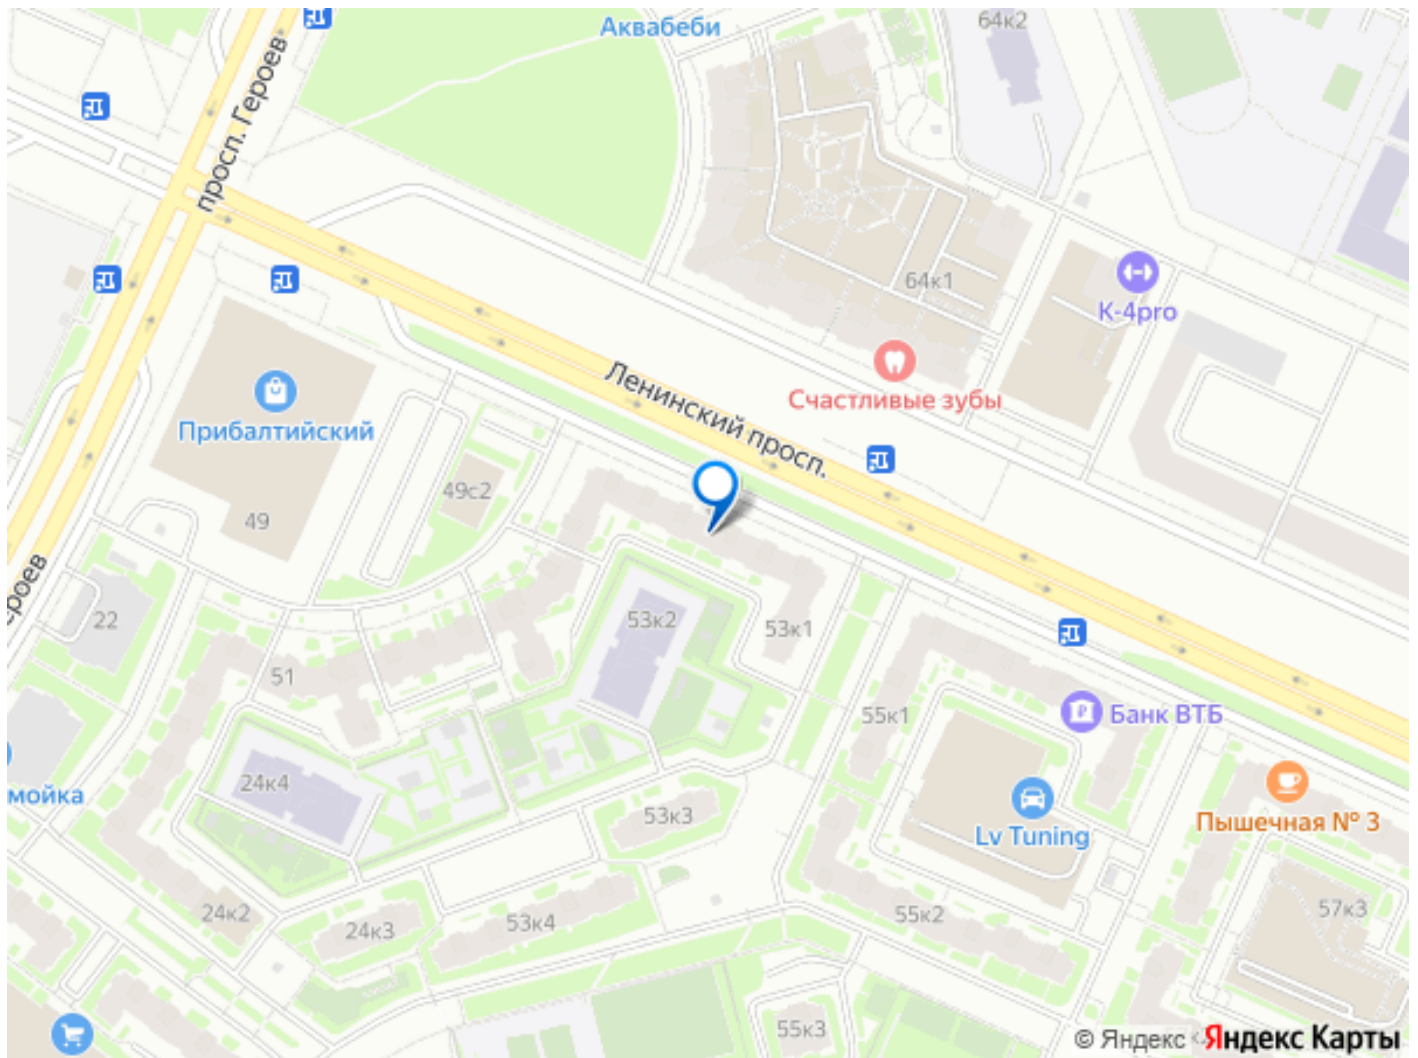 Аквабеби
64к2
просп. Героев
64к1
K-4pro
Счастливые зубы
Ленинский просп.
Прибалтийский
49с2
49
22
53к2
53к1
51
55к1
Банк ВТБ
24к4
мойка
53к3
Lv Tuning
Пышечная № 3
24к2
24к3
53к4
55к2
57к3
55к3
© Яндекс Яндекс Карты